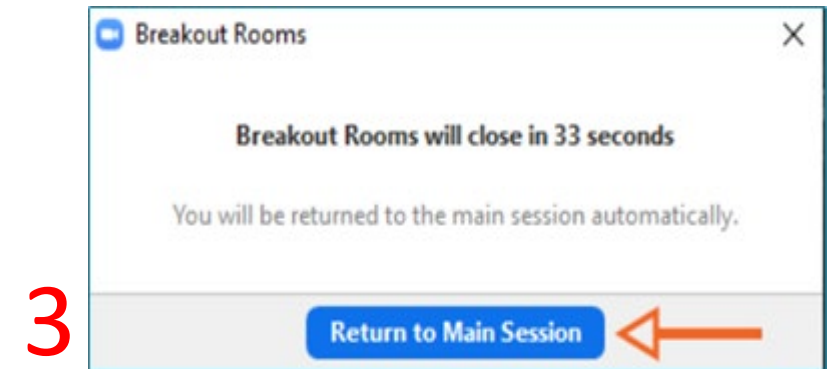 Breakout Rooms
Breakout Rooms will close in 33 seconds
You will be returned to the main session automatically.
3
Return to Main Session